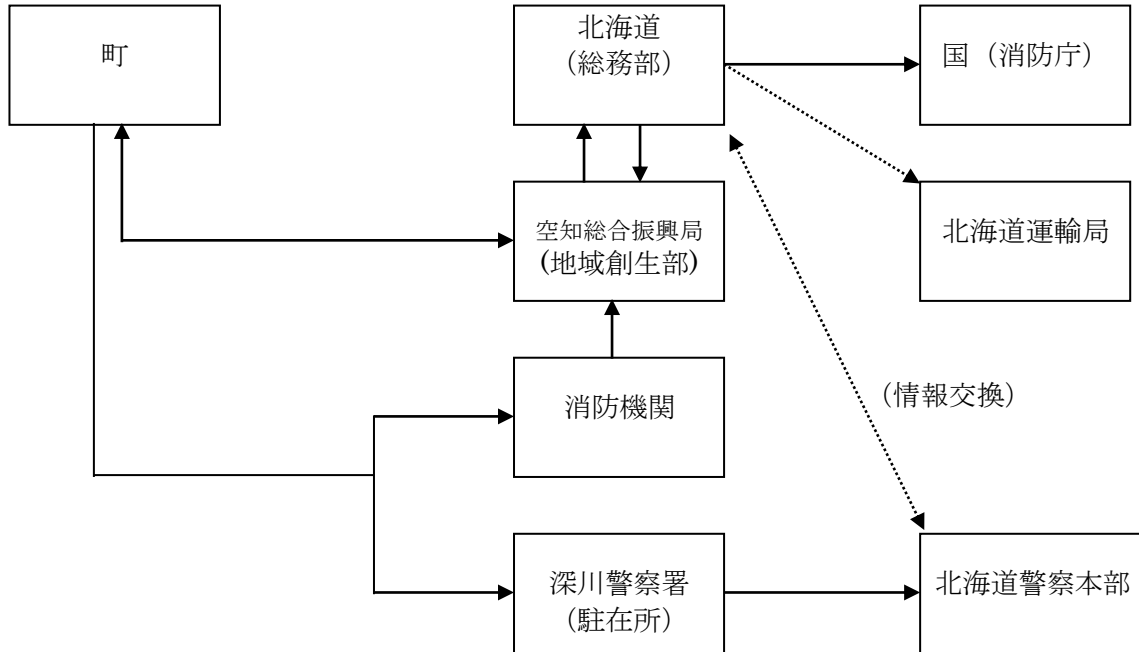 町
北海道
（総務部）
国（消防庁）
空知総合振興局
(地域創生部)
北海道運輸局
消防機関
（情報交換）
深川警察署
（駐在所）
北海道警察本部